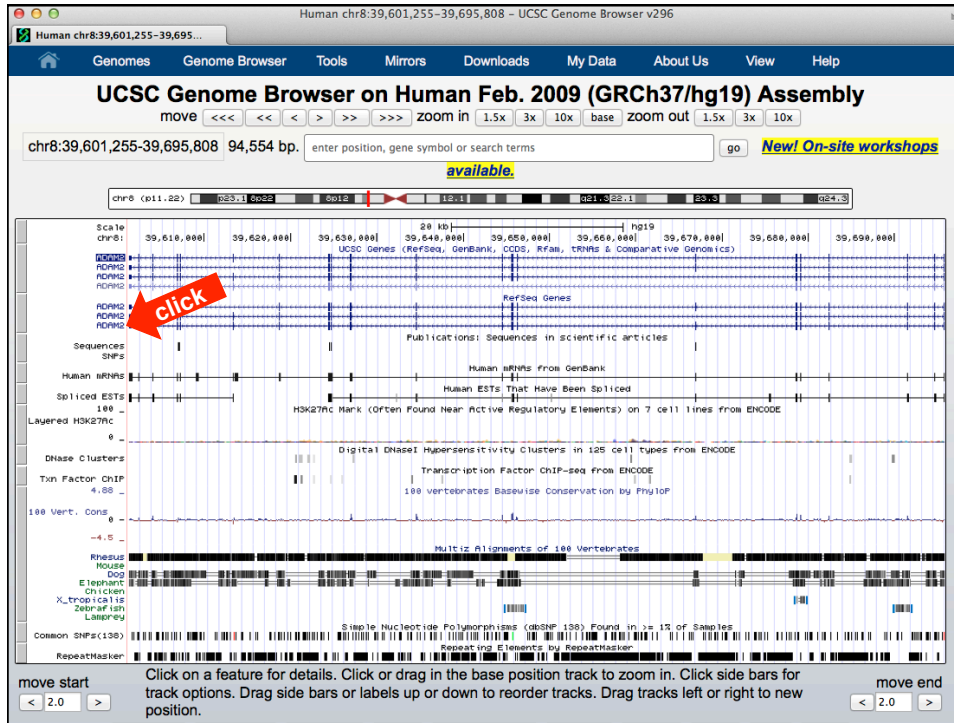 Human chr8:39,601,255-39,695,808 - UCSC Genome Browser v296
Human chr8:39,601,255-39,695...
Genomes Genome Browser Tools Mirrors Downloads My Data About Us View Help
UCSC Genome Browser on Human Feb. 2009 (GRCh37/hg19) Assembly
move <<< << < > >> >>> zoom in 1.5x 3x 10x base zoom out 1.5x 3x 10x
chr8:39,601,255-39,695,808 94,554 bp. enter position, gene symbol or search terms go New! On-site workshops
available.
chr8 (p11.22) p23.1 8p22 8p12 12.1 q21.3 22.1 23.3 q24.3
Scale 20 kb hg19
chr8: 39,610,000 39,620,000 39,630,000 39,640,000 39,650,000 39,660,000 39,670,000 39,680,000 39,690,000
UCSC Genes (RefSeq, GenBank, CCDS, Rfam, tRNAs & Comparative Genomics)
ADAM2
ADAM2
ADAM2
ADAM2
click
RefSeq Genes
ADAM2
ADAM2
ADAM2
Publications: Sequences in scientific articles
Sequences
SNPs
Human mRNAs from GenBank
Human mRNAs
Human ESTs That Have Been Spliced
Spliced ESTs
100 _ H3K27Ac Mark (Often Found Near Active Regulatory Elements) on 7 cell lines from ENCODE
Layered H3K27Ac
0 _
Digital DNaseI Hypersensitivity Clusters in 125 cell types from ENCODE
DNase Clusters
Transcription Factor ChIP-seq from ENCODE
Txn Factor ChIP
4.88 _ 100 vertebrates Basewise Conservation by PhyloP
100 Vert. Cons
0 -
-4.5 _
Multiz Alignments of 100 Vertebrates
Rhesus
Mouse
Dog
Elephant
Chicken
X_tropicalis
Zebrafish
Lamprey
Simple Nucleotide Polymorphisms (dbSNP 138) Found in >= 1% of Samples
Common SNPs(138)
Repeating Elements by RepeatMasker
RepeatMasker
move start Click on a feature for details. Click or drag in the base position track to zoom in. Click side bars for move end
< 2.0 > track options. Drag side bars or labels up or down to reorder tracks. Drag tracks left or right to new < 2.0 >
position.